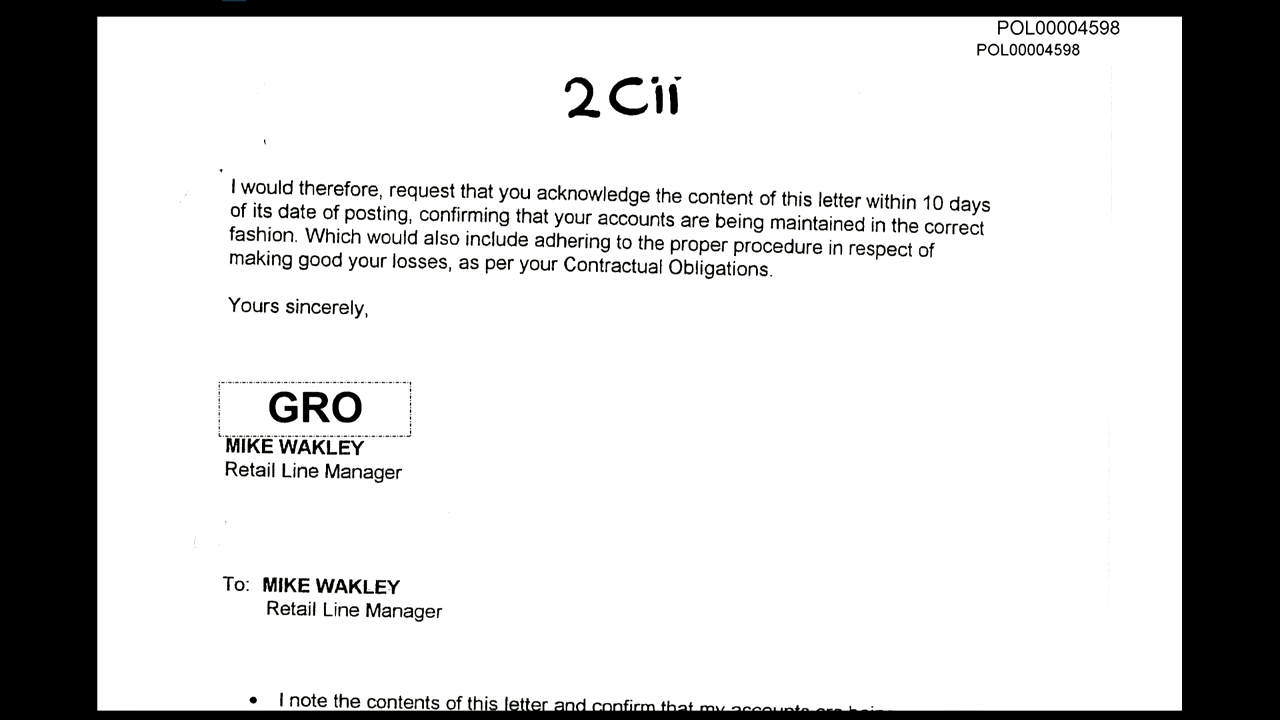 POL00004598
POL00004598
2Cii
I would therefore, request that you acknowledge the content of this letter within 10 days
of its date of posting, confirming that your accounts are being maintained in the correct
fashion. Which would also include adhering to the proper procedure in respect of
making good your losses, as per your Contractual Obligations.
Yours sincerely,
GRO
MIKE WAKLEY
Retail Line Manager
To: MIKE WAKLEY
Retail Line Manager
• I note the contents of this letter and confirm that my accounts are being